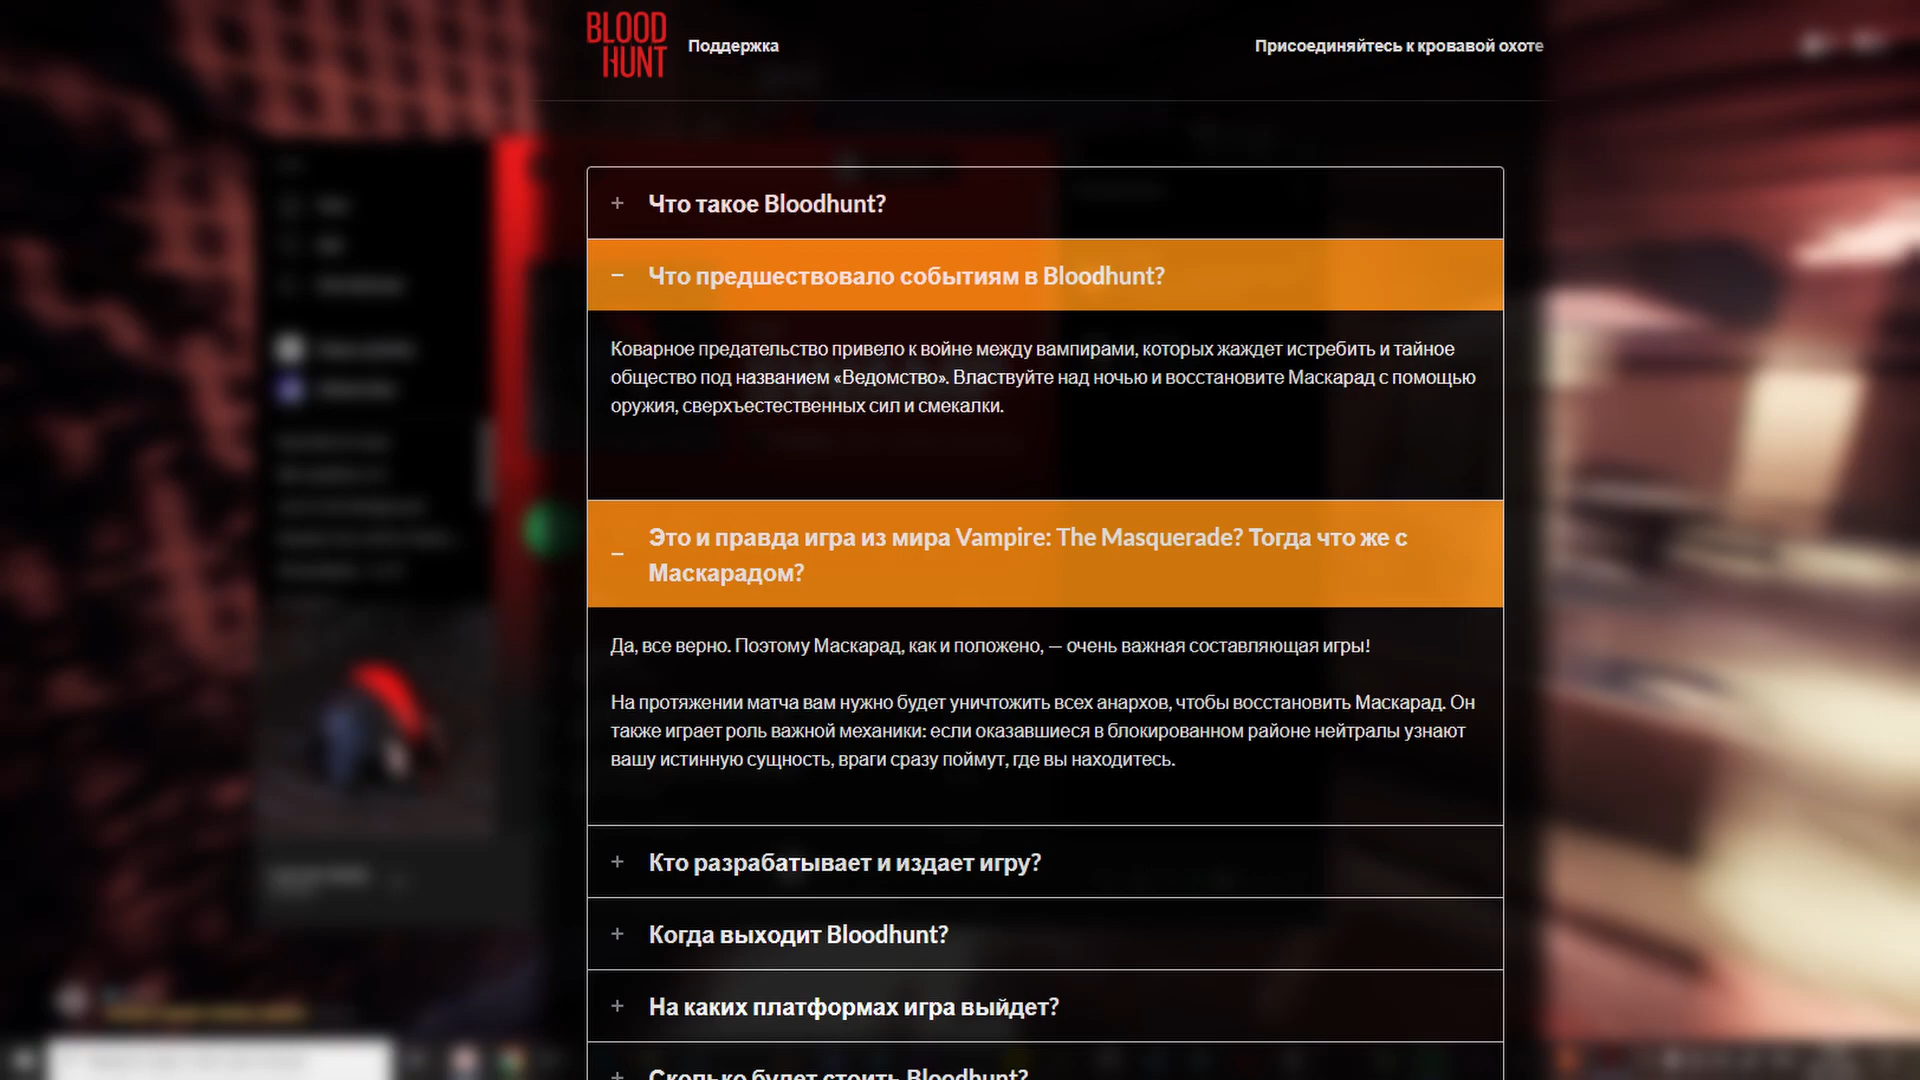 BLOOD
HUNT
Поддержка
Присоединяйтесь к кровавой охоте
+ Что такое Bloodhunt?
− Что предшествовало событиям в Bloodhunt?
Коварное предательство привело к войне между вампирами, которых жаждет истребить и тайное
общество под названием «Ведомство». Властвуйте над ночью и восстановите Маскарад с помощью
оружия, сверхъестественных сил и смекалки.
− Это и правда игра из мира Vampire: The Masquerade? Тогда что же с
Маскарадом?
Да, все верно. Поэтому Маскарад, как и положено, — очень важная составляющая игры!
На протяжении матча вам нужно будет уничтожить всех анархов, чтобы восстановить Маскарад. Он
также играет роль важной механики: если оказавшиеся в блокированном районе нейтралы узнают
вашу истинную сущность, враги сразу поймут, где вы находитесь.
+ Кто разрабатывает и издает игру?
+ Когда выходит Bloodhunt?
+ На каких платформах игра выйдет?
+ Сколько будет стоить Bloodhunt?